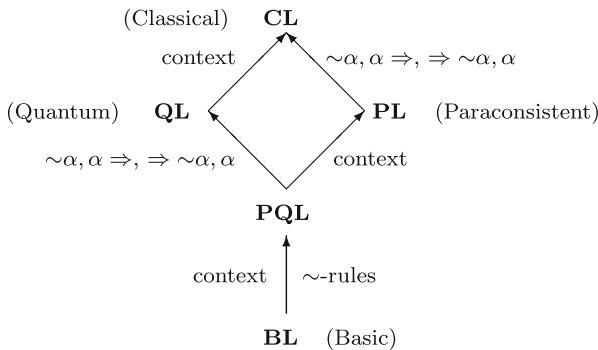 (Classical) CL
context ∼α, α ⇒, ⇒ ∼α, α
(Quantum) QL PL (Paraconsistent)
∼α, α ⇒, ⇒ ∼α, α context
PQL
context ∼-rules
BL (Basic)